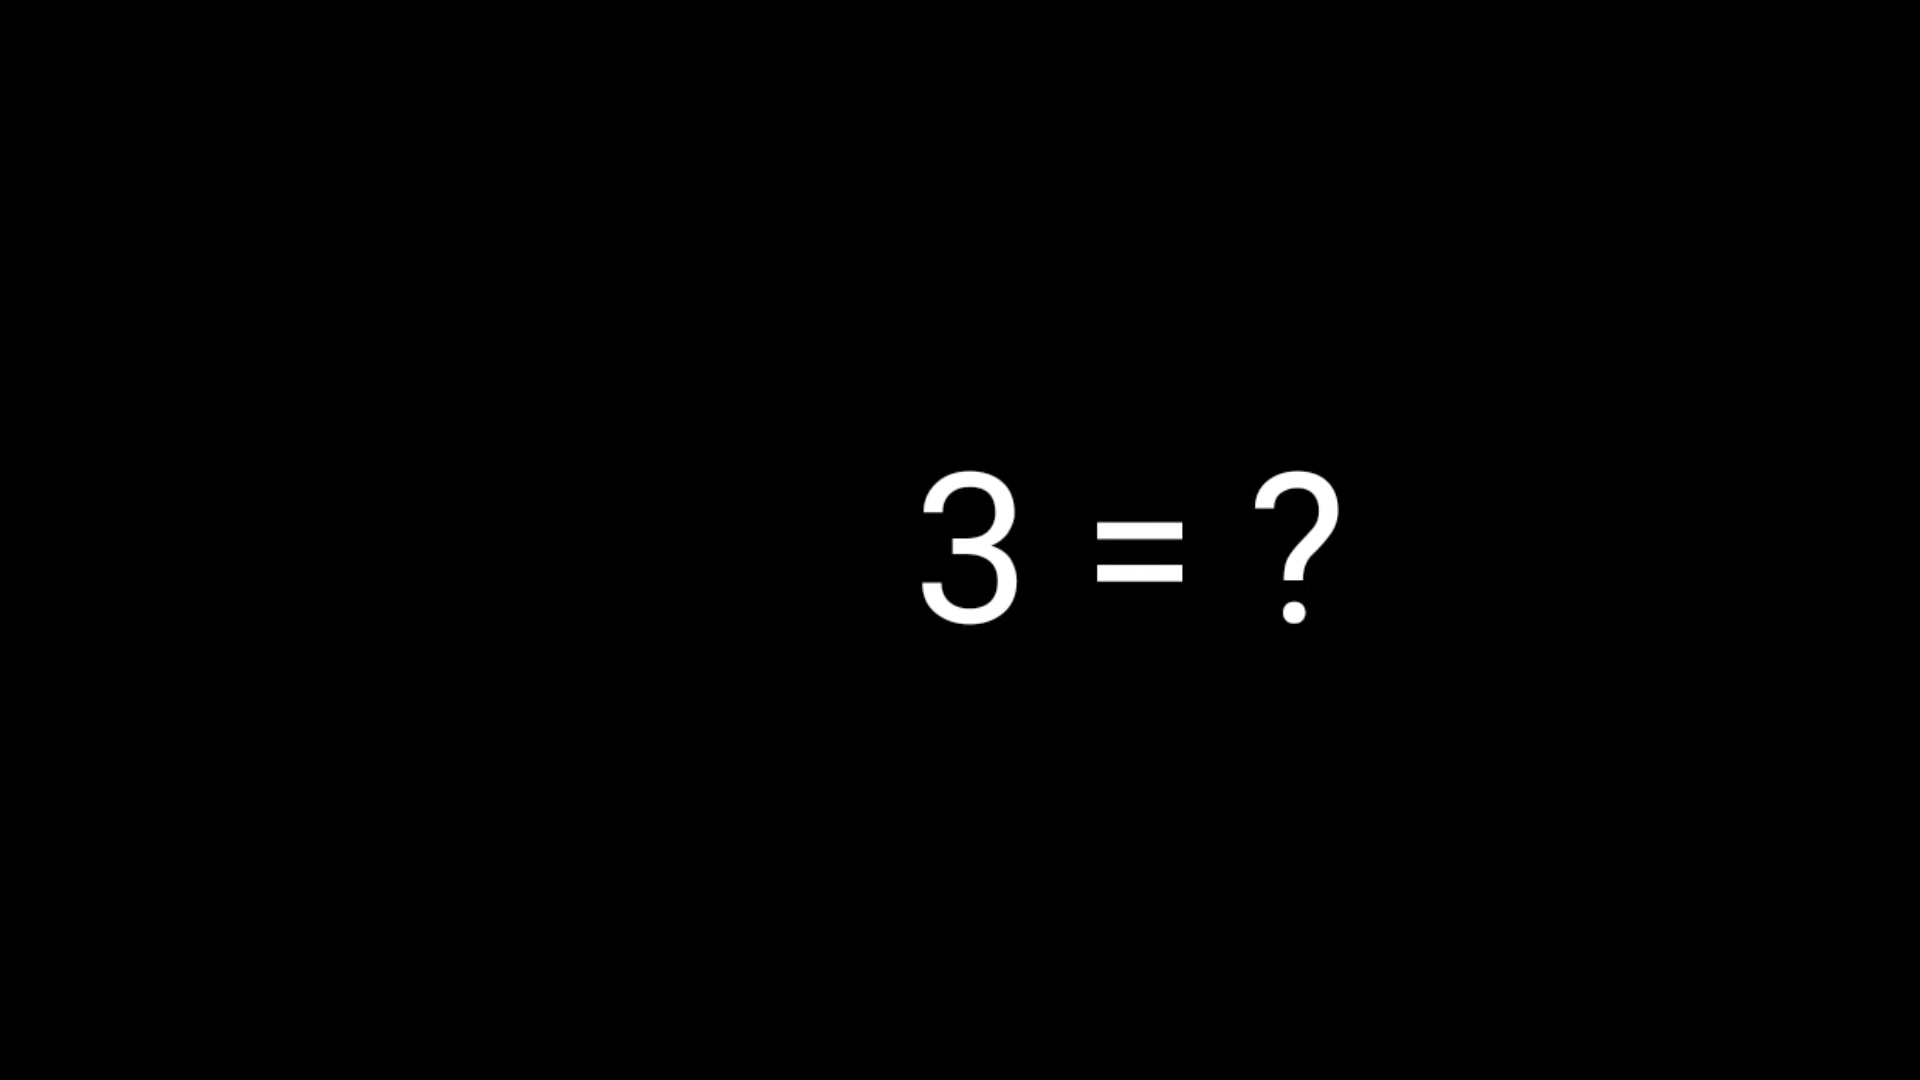 3 = ?